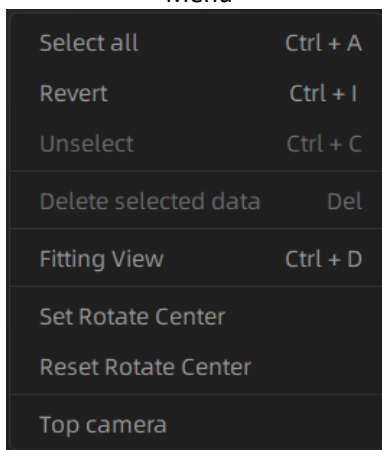 Menu
Select all Ctrl + A
Revert Ctrl + I
Unselect Ctrl + C
Delete selected data Del
Fitting View Ctrl + D
Set Rotate Center
Reset Rotate Center
Top camera